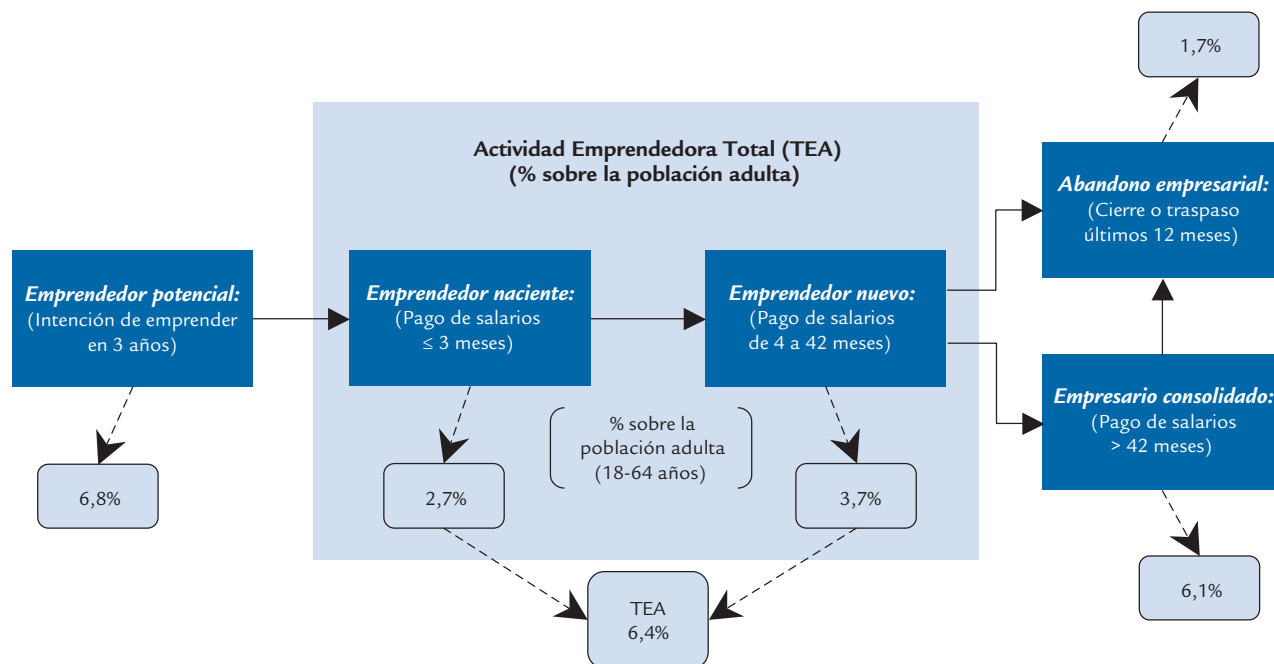 1,7%
Actividad Emprendedora Total (TEA)
(% sobre la población adulta)
Abandono empresarial:
(Cierre o traspaso
últimos 12 meses)
Emprendedor potencial:
(Intención de emprender
en 3 años)
Emprendedor naciente:
(Pago de salarios
≤ 3 meses)
Emprendedor nuevo:
(Pago de salarios
de 4 a 42 meses)
Empresario consolidado:
(Pago de salarios
> 42 meses)
% sobre la
población adulta
(18-64 años)
6,8%
2,7%
3,7%
6,1%
TEA
6,4%